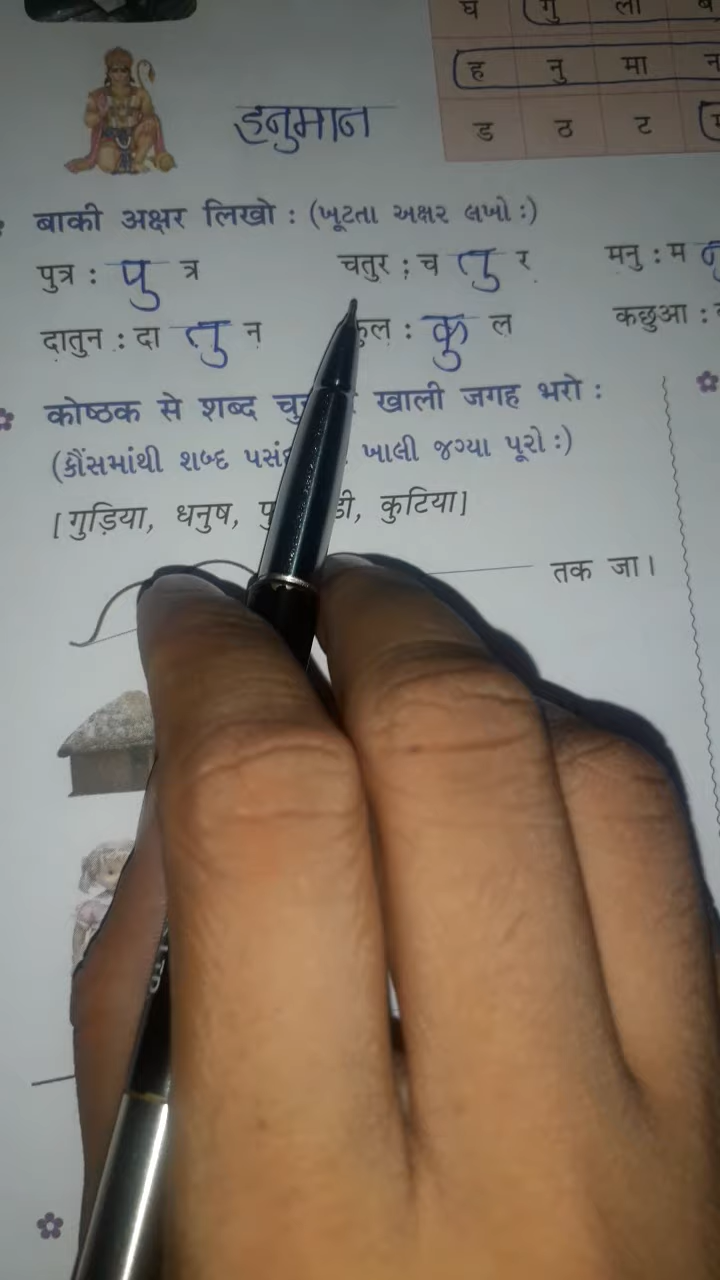 घ गु ला ब
ह नु मा न
ड ठ ट
हनुमान
बाकी अक्षर लिखो : (ખૂટતા અક્ષર લખો :)
पुत्र : पु त्र चतुर : च तु र मनु : म नु
दातुन : दा तु न कुल : कु ल कछुआ :
कोष्ठक से शब्द खाली जगह भरो :
(કૌંસમાંથી શબ્દ ખાલી જગ્યા પૂરો :)
[गुड़िया, धनुष, कुटिया]
तक जा।